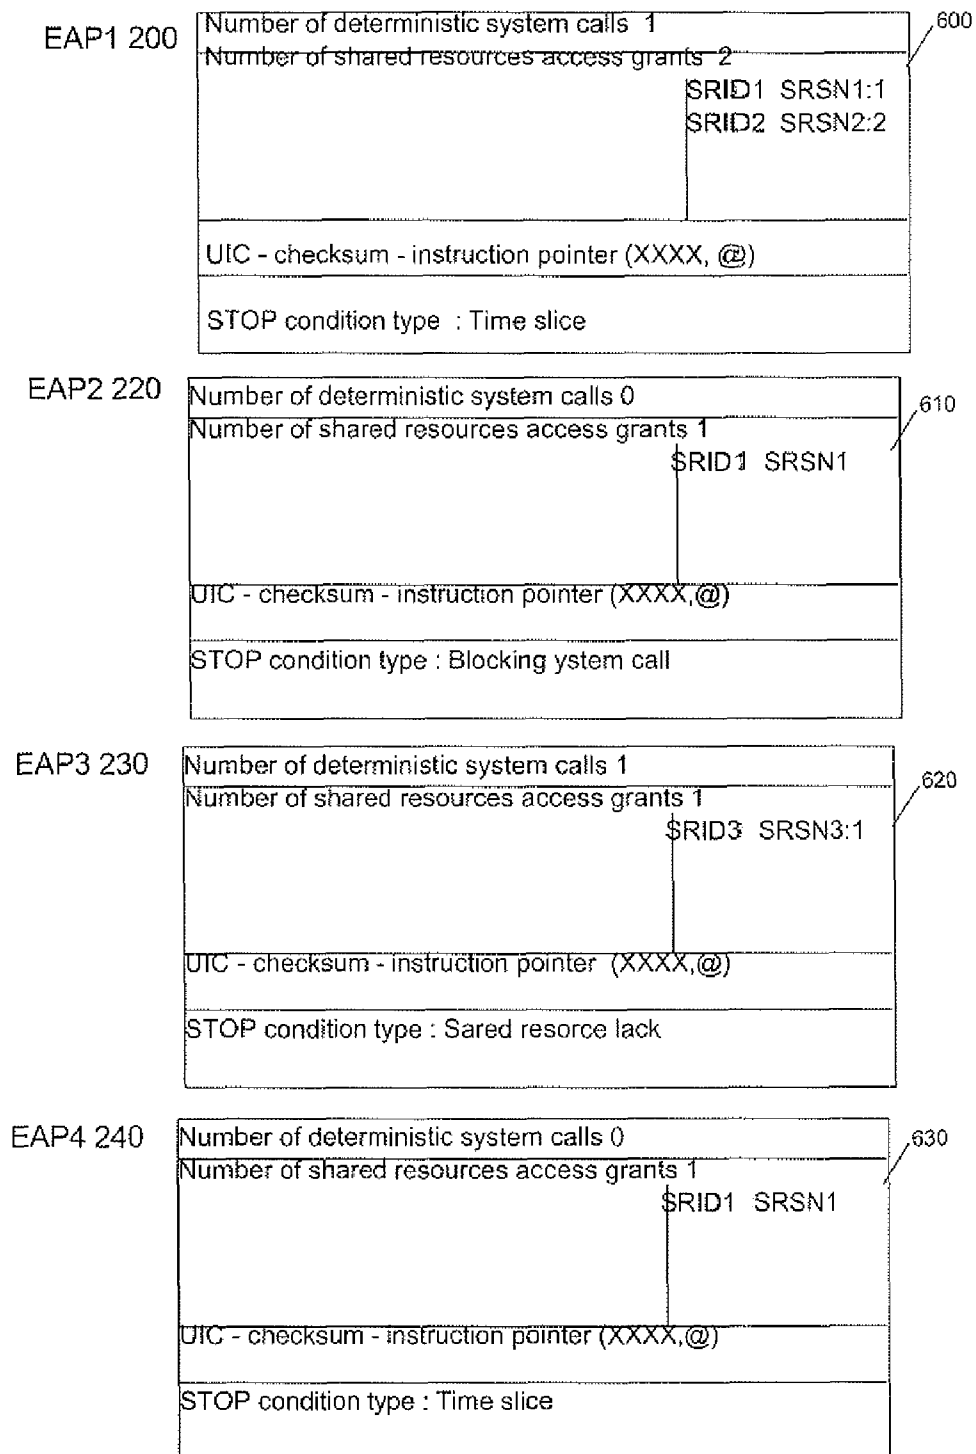 EAP1 200
Number of deterministic system calls 1
600
Number of shared resources access grants 2
SRID1 SRSN1:1
SRID2 SRSN2:2
UIC - checksum - instruction pointer (XXXX, @)
STOP condition type : Time slice
EAP2 220
Number of deterministic system calls 0
610
Number of shared resources access grants 1
SRID1 SRSN1
UIC - checksum - instruction pointer (XXXX,@)
STOP condition type : Blocking ystem call
EAP3 230
Number of deterministic system calls 1
620
Number of shared resources access grants 1
SRID3 SRSN3:1
UIC - checksum - instruction pointer (XXXX,@)
STOP condition type : Sared resorce lack
EAP4 240
Number of deterministic system calls 0
630
Number of shared resources access grants 1
SRID1 SRSN1
UIC - checksum - instruction pointer (XXXX,@)
STOP condition type : Time slice